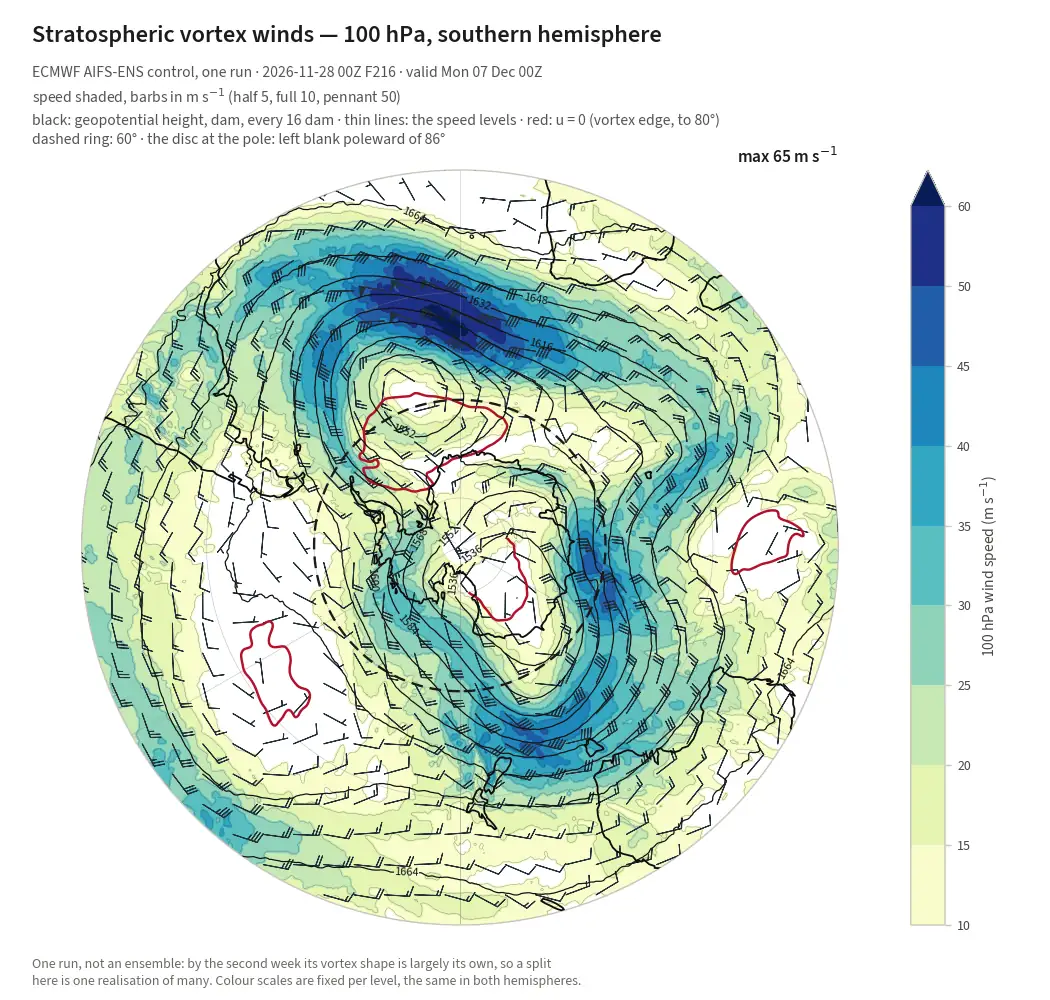 Stratospheric vortex winds — 100 hPa, southern hemisphere
ECMWF AIFS-ENS control, one run · 2026-11-28 00Z F216 · valid Mon 07 Dec 00Z
speed shaded, barbs in m s⁻¹ (half 5, full 10, pennant 50)
black: geopotential height, dam, every 16 dam · thin lines: the speed levels · red: u = 0 (vortex edge, to 80°)
dashed ring: 60° · the disc at the pole: left blank poleward of 86°
max 65 m s⁻¹
1664
1632
1648
1616
1552
1568
1552
1536
1536
1584
1664
1664
60
50
45
40
35
30
25
20
15
10
100 hPa wind speed (m s⁻¹)
One run, not an ensemble: by the second week its vortex shape is largely its own, so a split
here is one realisation of many. Colour scales are fixed per level, the same in both hemispheres.